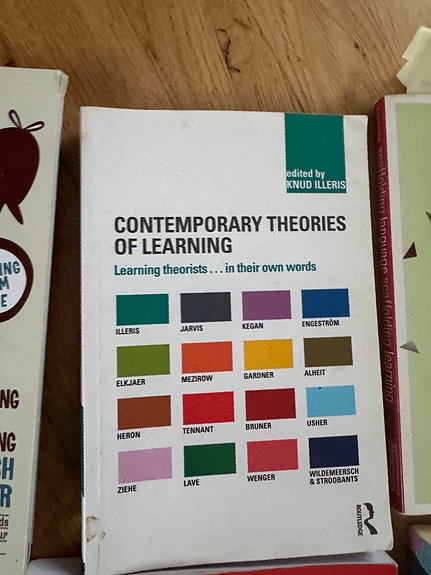 edited by
KNUD ILLERIS
CONTEMPORARY THEORIES
OF LEARNING
Learning theorists ... in their own words
ILLERIS
JARVIS
KEGAN
ENGESTRÖM
ELKJAER
MEZIROW
GARDNER
ALHEIT
HERON
TENNANT
BRUNER
USHER
ZIEHE
LAVE
WENGER
WILDEMEERSCH
& STROOBANTS
ROUTLEDGE
scaffolding language scaffolding learning